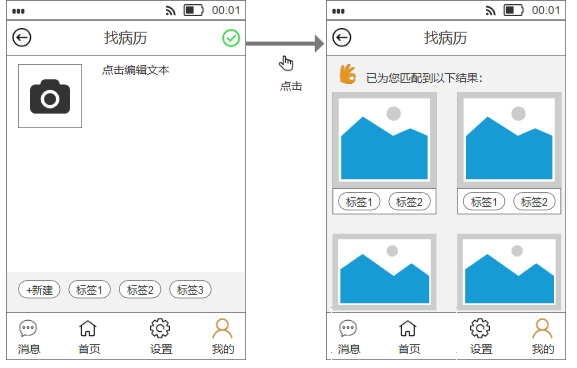 00:01
找病历
点击编辑文本
+新建 标签1 标签2 标签3
消息 首页 设置 我的
点击
00:01
找病历
已为您匹配到以下结果：
标签1 标签2 标签1 标签2
消息 首页 设置 我的